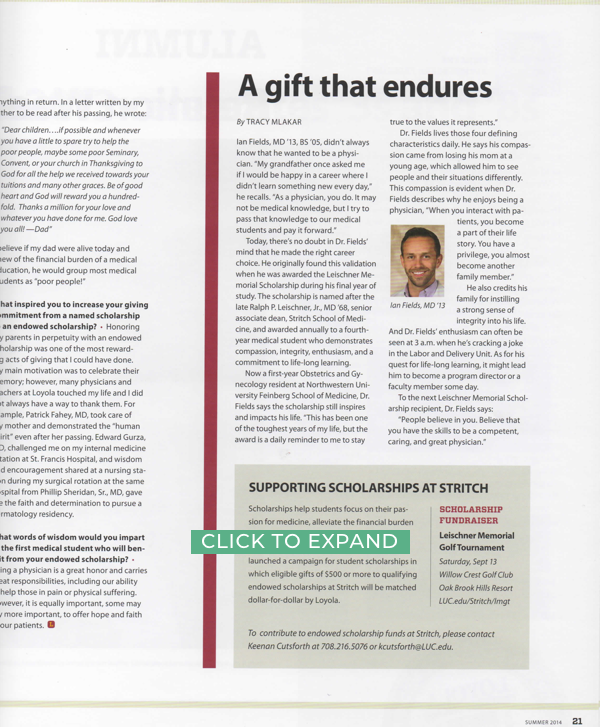 nything in return. In a letter written by my
ther to be read after his passing, he wrote:
"Dear children….if possible and whenever
you have a little to spare try to help the
poor people, maybe some poor Seminary,
Convent, or your church in Thanksgiving to
God for all the help we received towards your
tuitions and many other graces. Be of good
heart and God will reward you a hundred-
fold. Thanks a million for your love and
whatever you have done for me. God love
you all! —Dad"
believe if my dad were alive today and
new of the financial burden of a medical
ducation, he would group most medical
udents as "poor people!"
hat inspired you to increase your giving
ommitment from a named scholarship
an endowed scholarship? • Honoring
y parents in perpetuity with an endowed
holarship was one of the most reward-
g acts of giving that I could have done.
y main motivation was to celebrate their
emory; however, many physicians and
achers at Loyola touched my life and I did
t always have a way to thank them. For
ample, Patrick Fahey, MD, took care of
y mother and demonstrated the "human
irit" even after her passing. Edward Gurza,
D, challenged me on my internal medicine
tation at St. Francis Hospital, and wisdom
d encouragement shared at a nursing sta-
on during my surgical rotation at the same
ospital from Phillip Sheridan, Sr., MD, gave
e the faith and determination to pursue a
rmatology residency.
hat words of wisdom would you impart
the first medical student who will ben-
it from your endowed scholarship? •
ing a physician is a great honor and carries
eat responsibilities, including our ability
help those in pain or physical suffering.
owever, it is equally important, some may
y more important, to offer hope and faith
our patients. L
A gift that endures
By TRACY MLAKAR
Ian Fields, MD '13, BS '05, didn't always
know that he wanted to be a physi-
cian. "My grandfather once asked me
if I would be happy in a career where I
didn't learn something new every day,"
he recalls. "As a physician, you do. It may
not be medical knowledge, but I try to
pass that knowledge to our medical
students and pay it forward."
Today, there's no doubt in Dr. Fields'
mind that he made the right career
choice. He originally found this validation
when he was awarded the Leischner Me-
morial Scholarship during his final year of
study. The scholarship is named after the
late Ralph P. Leischner, Jr., MD '68, senior
associate dean, Stritch School of Medi-
cine, and awarded annually to a fourth-
year medical student who demonstrates
compassion, integrity, enthusiasm, and a
commitment to life-long learning.
Now a first-year Obstetrics and Gy-
necology resident at Northwestern Uni-
versity Feinberg School of Medicine, Dr.
Fields says the scholarship still inspires
and impacts his life. "This has been one
of the toughest years of my life, but the
award is a daily reminder to me to stay
true to the values it represents."
Dr. Fields lives those four defining
characteristics daily. He says his compas-
sion came from losing his mom at a
young age, which allowed him to see
people and their situations differently.
This compassion is evident when Dr.
Fields describes why he enjoys being a
physician, "When you interact with pa-
tients, you become
a part of their life
story. You have a
privilege, you almost
become another
family member."
He also credits his
family for instilling
a strong sense of
integrity into his life.
Ian Fields, MD '13
And Dr. Fields' enthusiasm can often be
seen at 3 a.m. when he's cracking a joke
in the Labor and Delivery Unit. As for his
quest for life-long learning, it might lead
him to become a program director or a
faculty member some day.
To the next Leischner Memorial Schol-
arship recipient, Dr. Fields says:
"People believe in you. Believe that
you have the skills to be a competent,
caring, and great physician."
SUPPORTING SCHOLARSHIPS AT STRITCH
Scholarships help students focus on their pas-
sion for medicine, alleviate the financial burden
CLICK TO EXPAND
launched a campaign for student scholarships in
which eligible gifts of $500 or more to qualifying
endowed scholarships at Stritch will be matched
dollar-for-dollar by Loyola.
SCHOLARSHIP
FUNDRAISER
Leischner Memorial
Golf Tournament
Saturday, Sept 13
Willow Crest Golf Club
Oak Brook Hills Resort
LUC.edu/Stritch/lmgt
To contribute to endowed scholarship funds at Stritch, please contact
Keenan Cutsforth at 708.216.5076 or kcutsforth@LUC.edu.
SUMMER 2014 21